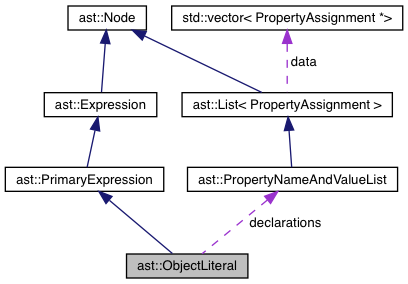 ast::Node
std::vector< PropertyAssignment *>
data
ast::Expression
ast::List< PropertyAssignment >
ast::PrimaryExpression
ast::PropertyNameAndValueList
declarations
ast::ObjectLiteral